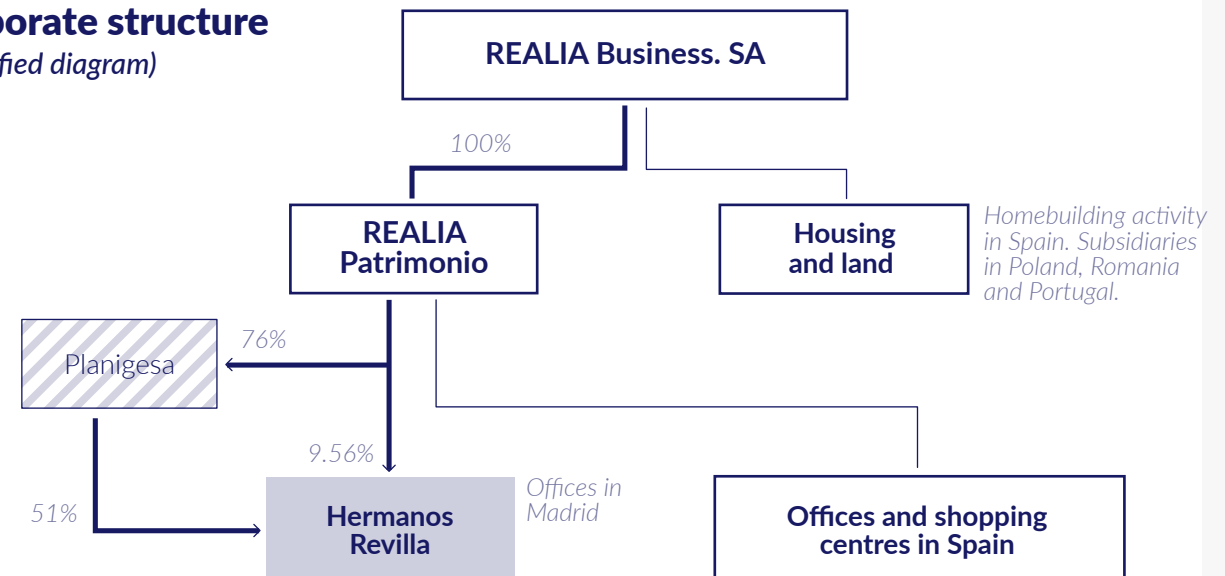 porate structure
fied diagram)
REALIA Business. SA
100%
REALIA
Patrimonio
Housing
and land
Homebuilding activity
in Spain. Subsidiaries
in Poland, Romania
and Portugal.
76%
Planigesa
9.56%
51%
Hermanos
Revilla
Offices in
Madrid
Offices and shopping
centres in Spain